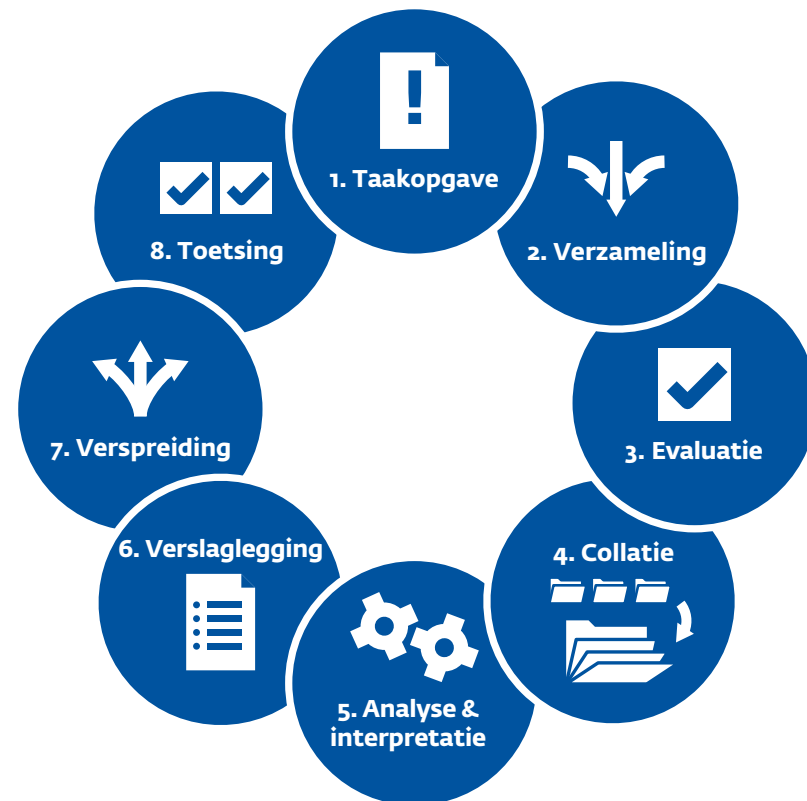 1. Taakopgave
2. Verzameling
3. Evaluatie
4. Collatie
5. Analyse &
interpretatie
6. Verslaglegging
7. Verspreiding
8. Toetsing